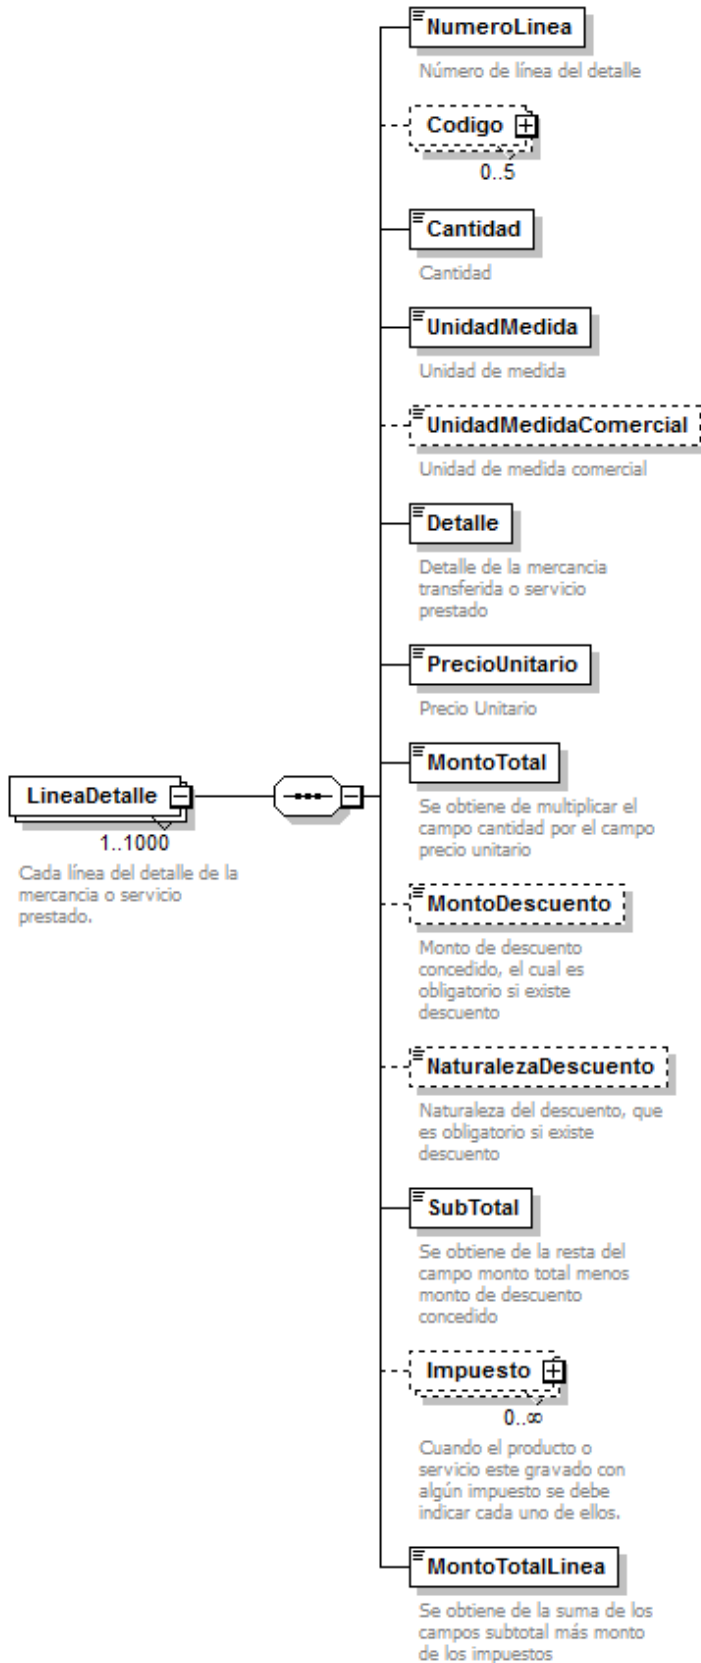 NumeroLinea
Número de línea del detalle
Codigo
0..5
Cantidad
Cantidad
UnidadMedida
Unidad de medida
UnidadMedidaComercial
Unidad de medida comercial
Detalle
Detalle de la mercancia
transferida o servicio
prestado
PrecioUnitario
Precio Unitario
LineaDetalle
1..1000
Cada línea del detalle de la
mercancia o servicio
prestado.
MontoTotal
Se obtiene de multiplicar el
campo cantidad por el campo
precio unitario
MontoDescuento
Monto de descuento
concedido, el cual es
obligatorio si existe
descuento
NaturalezaDescuento
Naturaleza del descuento, que
es obligatorio si existe
descuento
SubTotal
Se obtiene de la resta del
campo monto total menos
monto de descuento
concedido
Impuesto
0..∞
Cuando el producto o
servicio este gravado con
algún impuesto se debe
indicar cada uno de ellos.
MontoTotalLinea
Se obtiene de la suma de los
campos subtotal más monto
de los impuestos